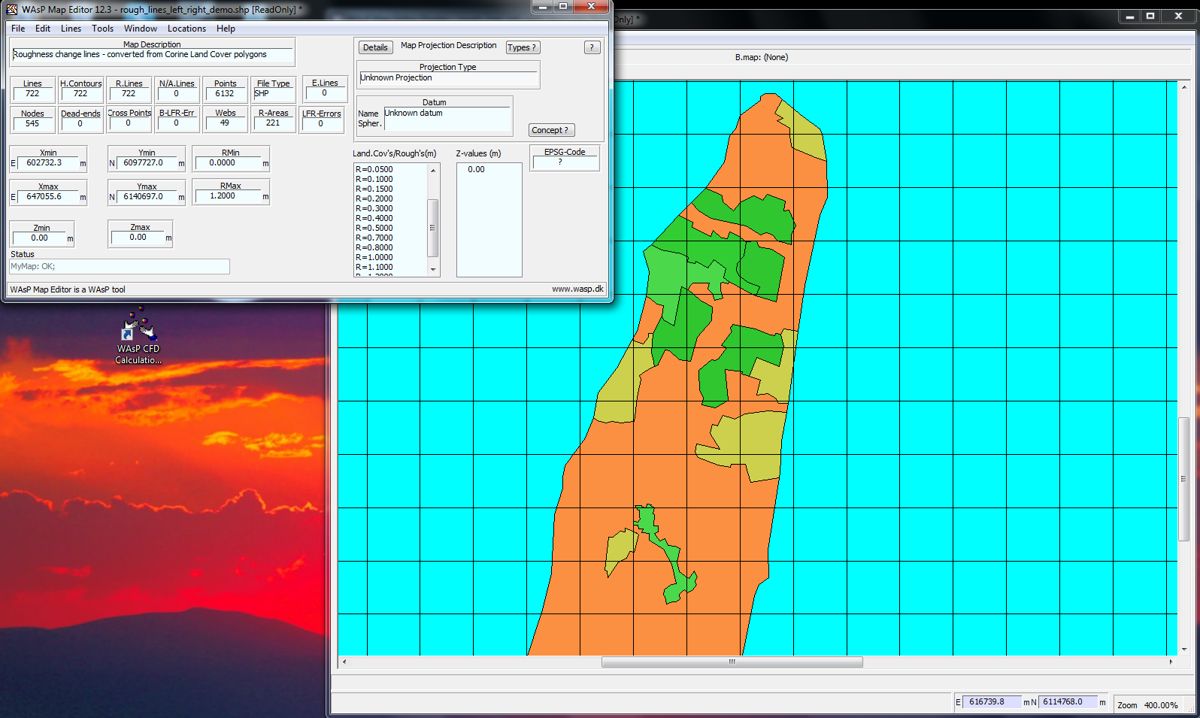 WAsP Map Editor 12.3 - rough_lines_left_right_demo.shp [ReadOnly] *
File Edit Lines Tools Window Locations Help
Map Description
Roughness change lines - converted from Corine Land Cover polygons
Lines H.Contours R.Lines N/A.Lines Points File Type E.Lines
722 722 722 0 6132 SHP 0
Nodes Dead-ends Cross Points B-LFR-Err Webs R-Areas LFR-Errors
545 0 0 0 49 221 0
Xmin Ymin RMin
E 602732.3 m N 6097727.0 m 0.0000 m
Xmax Ymax RMax
E 647055.6 m N 6140697.0 m 1.2000 m
Zmin Zmax
0.00 m 0.00 m
Status
MyMap: OK;
WAsP Map Editor is a WAsP tool
www.wasp.dk
Details Map Projection Description Types ? ?
Projection Type
Unknown Projection
Datum
Name Unknown datum
Spher.
Concept ?
Land.Cov's/Rough's(m) Z-values (m) EPSG-Code
?
R=0.0500 0.00
R=0.1000
R=0.1500
R=0.2000
R=0.3000
R=0.4000
R=0.5000
R=0.7000
R=0.8000
R=1.0000
R=1.1000
Only] *
B.map: (None)
WAsP CFD
Calculatio...
E 616739.8 m N 6114768.0 m Zoom 400.00%